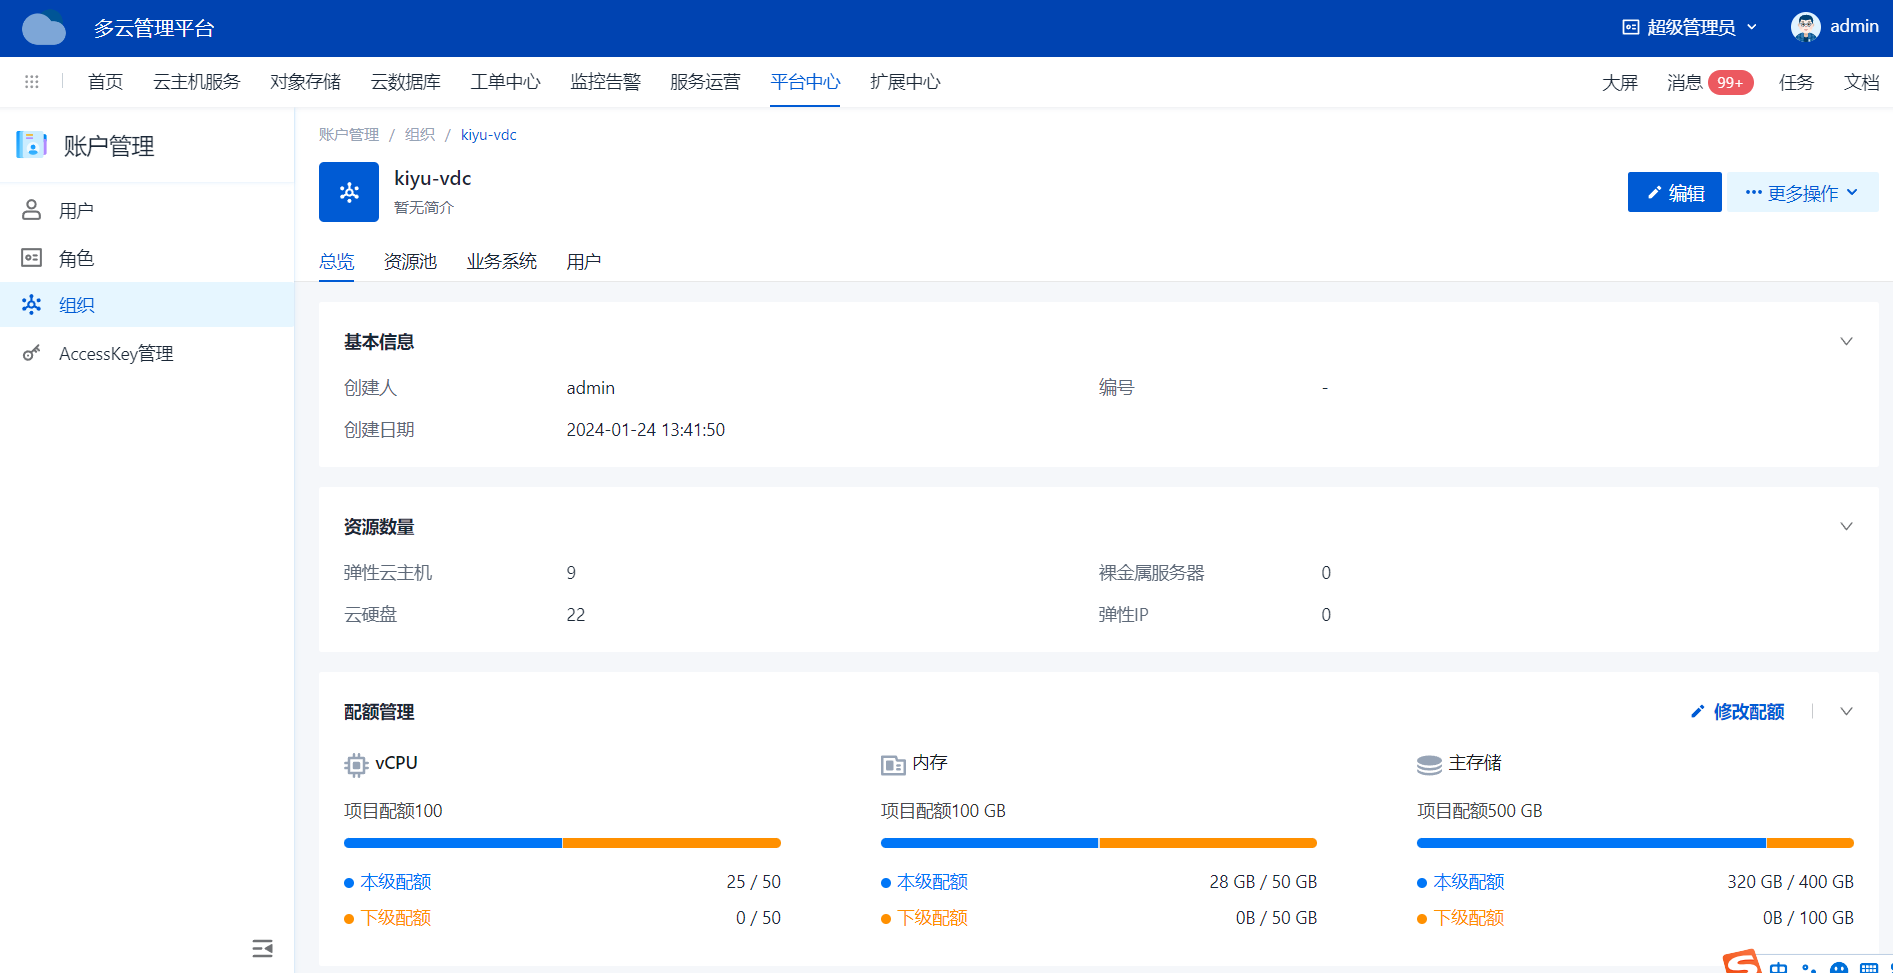 多云管理平台
超级管理员
admin
首页 云主机服务 对象存储 云数据库 工单中心 监控告警 服务运营 平台中心 扩展中心
大屏 消息 99+ 任务 文档
账户管理
用户
角色
组织
AccessKey管理
账户管理 / 组织 / kiyu-vdc
kiyu-vdc
暂无简介
编辑
··· 更多操作
总览 资源池 业务系统 用户
基本信息
创建人 admin 编号 -
创建日期 2024-01-24 13:41:50
资源数量
弹性云主机 9 裸金属服务器 0
云硬盘 22 弹性IP 0
配额管理 修改配额
vCPU 内存 主存储
项目配额100 项目配额100 GB 项目配额500 GB
本级配额 25 / 50 本级配额 28 GB / 50 GB 本级配额 320 GB / 400 GB
下级配额 0 / 50 下级配额 0B / 50 GB 下级配额 0B / 100 GB
中